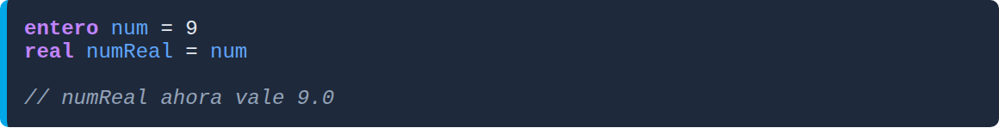 entero num = 9
real numReal = num
// numReal ahora vale 9.0